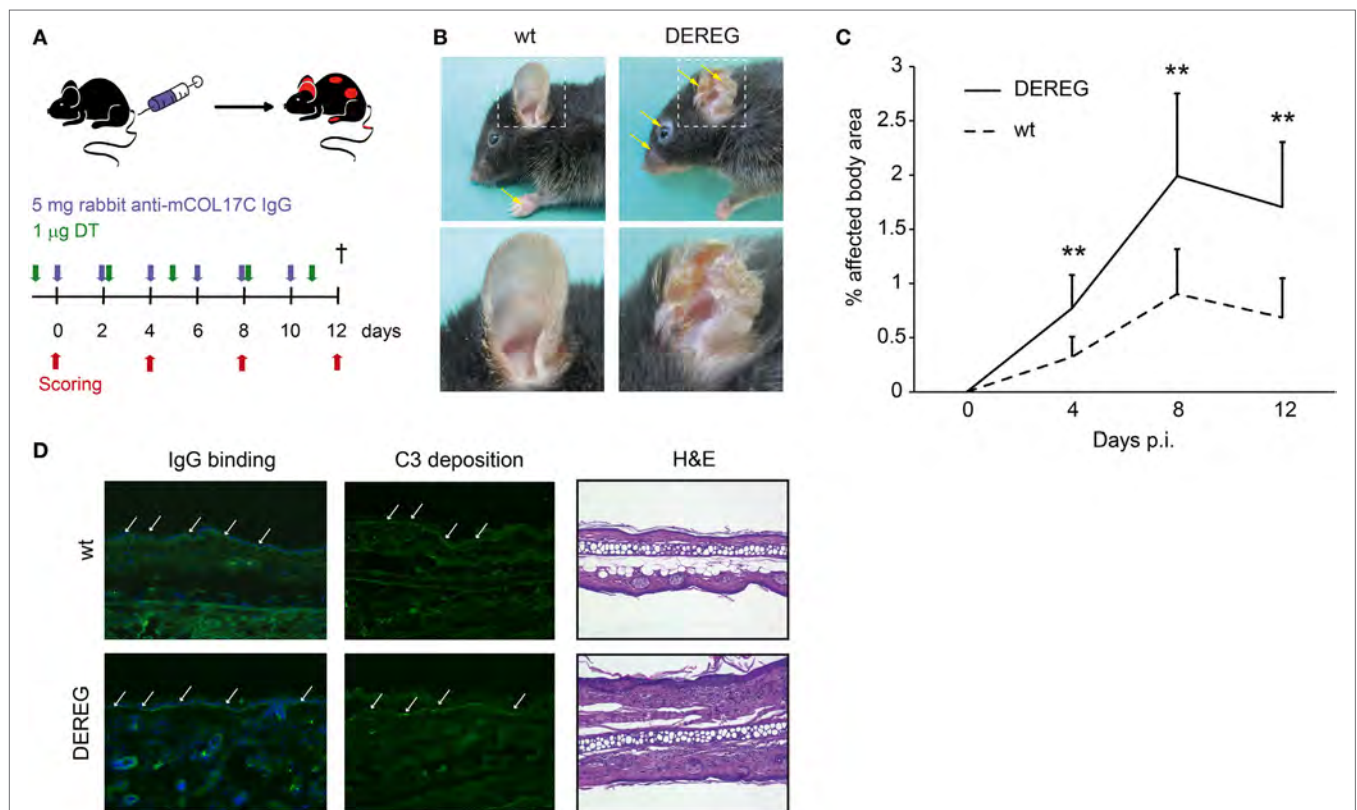 A
5 mg rabbit anti-mCOL17C IgG
1 µg DT
†
0 2 4 6 8 10 12 days
Scoring
B
wt DEREG
C
3
2.5
2
1.5
1
0.5
0
% affected body area
DEREG
wt
**
**
**
0 4 8 12
Days p.i.
D
IgG binding C3 deposition H&E
wt
DEREG